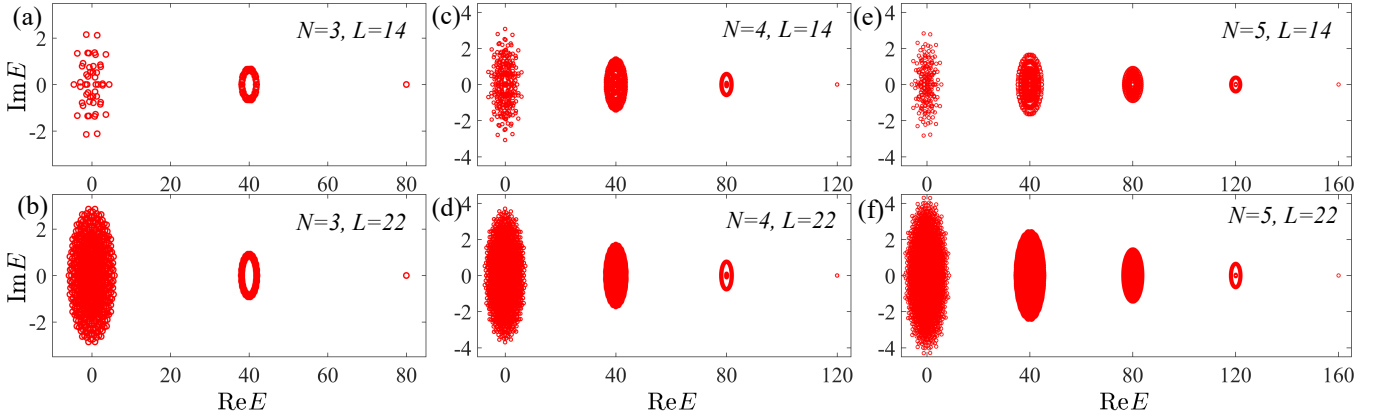 (a)
N=3, L=14
ImE
2
0
-2
0 20 40 60 80
(b)
N=3, L=22
ImE
2
0
-2
0 20 40 60 80
ReE
(c)
N=4, L=14
4
2
0
-2
-4
0 40 80 120
(d)
N=4, L=22
4
2
0
-2
-4
0 40 80 120
ReE
(e)
N=5, L=14
4
2
0
-2
-4
0 40 80 120 160
(f)
N=5, L=22
4
2
0
-2
-4
0 40 80 120 160
ReE